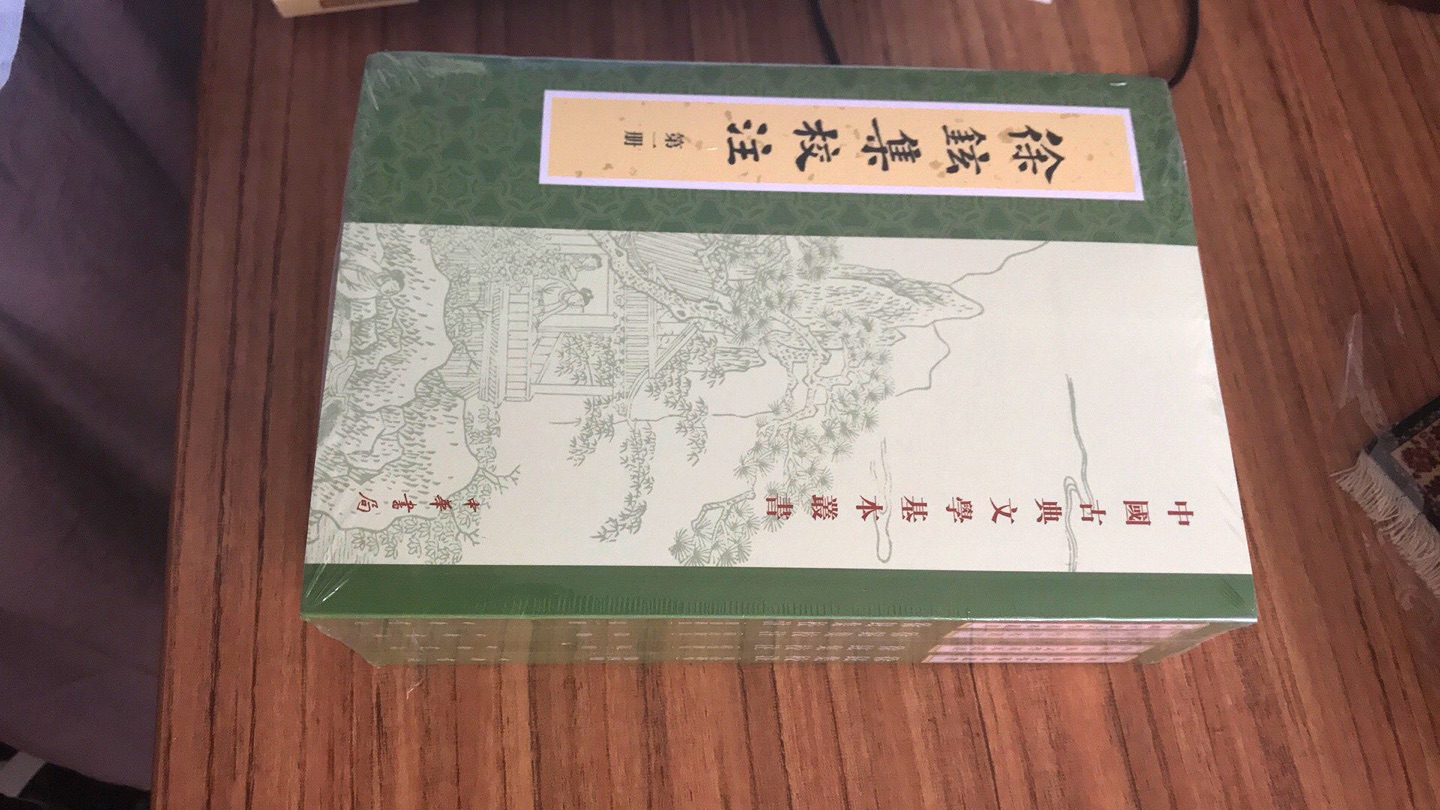 徐鉉集校注
第一册
中國古典文學基本叢書
中華書局